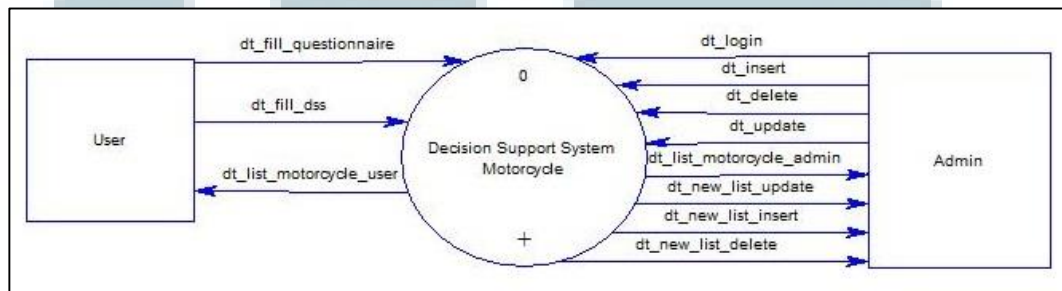 dt_fill_questionnaire
dt_fill_dss
User
dt_list_motorcycle_user
0
Decision Support System
Motorcycle
+
dt_login
dt_insert
dt_delete
dt_update
dt_list_motorcycle_admin
dt_new_list_update
dt_new_list_insert
dt_new_list_delete
Admin